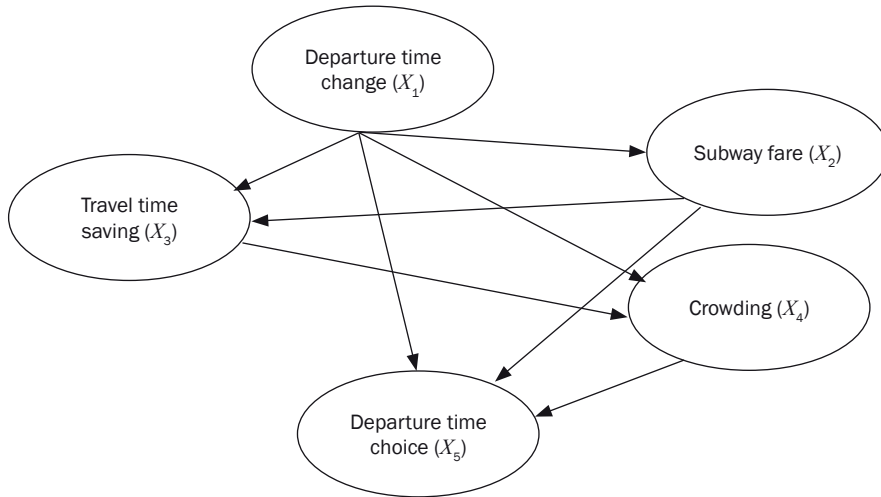 Departure time
change (X₁)
Subway fare (X₂)
Travel time
saving (X₃)
Crowding (X₄)
Departure time
choice (X₅)